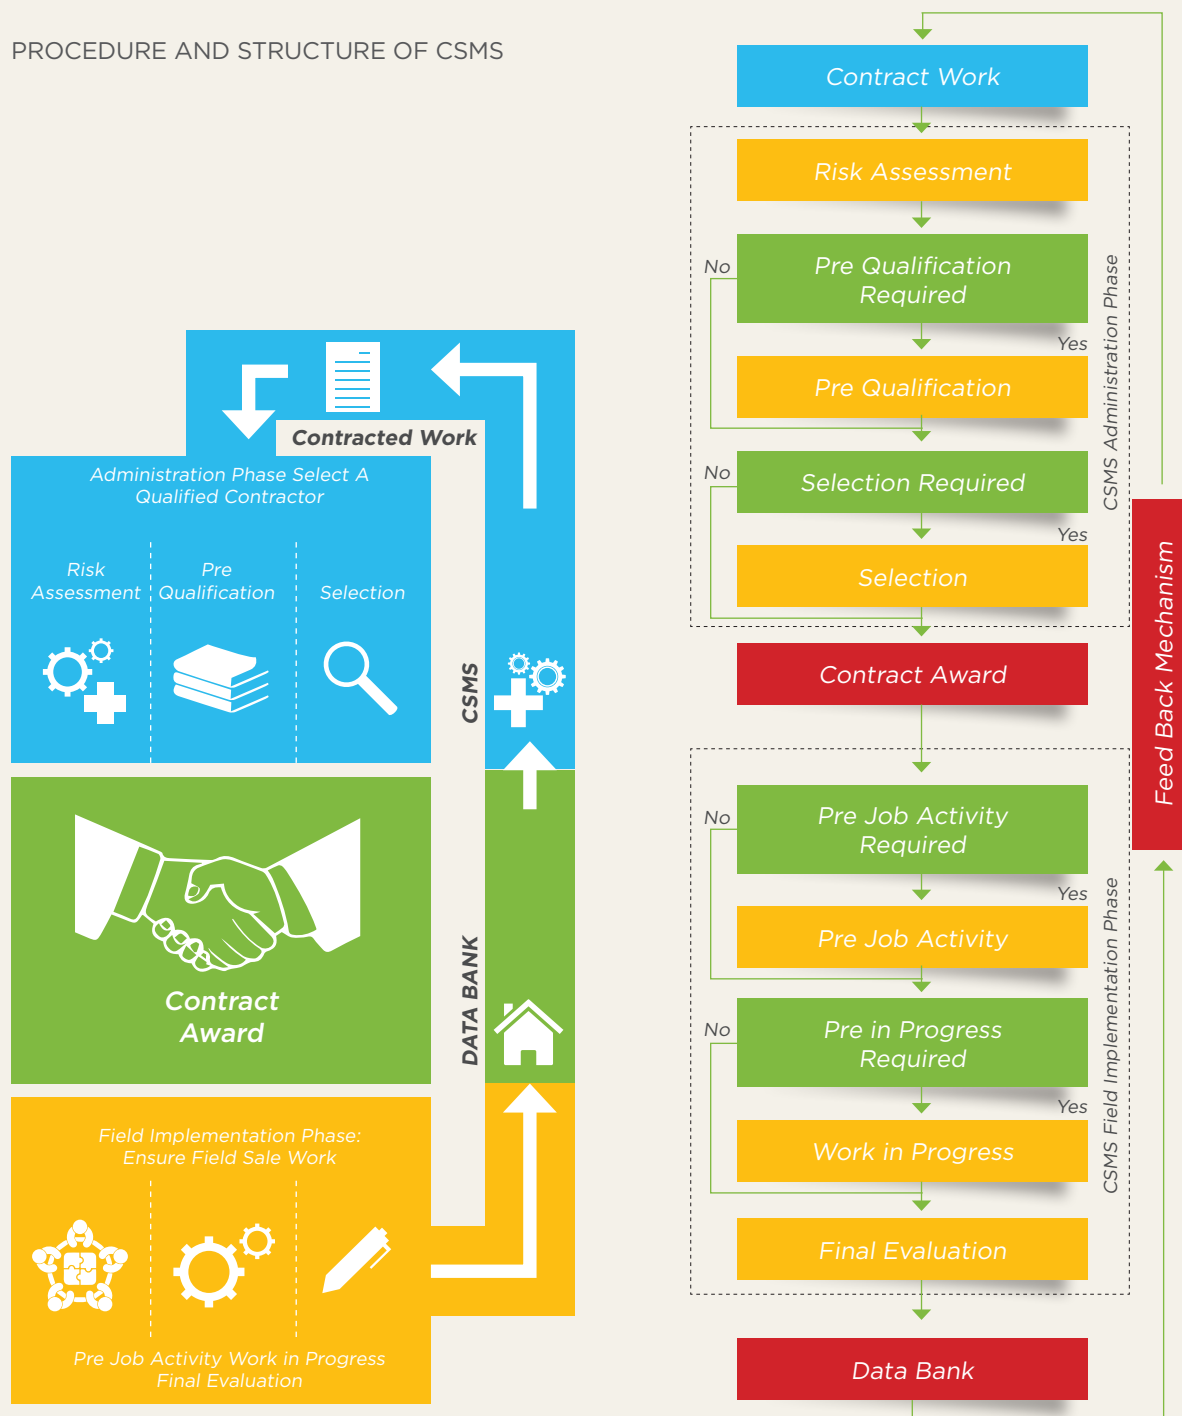 PROCEDURE AND STRUCTURE OF CSMS
Contracted Work
Administration Phase Select A
Qualified Contractor
Risk
Assessment
Pre
Qualification
Selection
CSMS
Contract
Award
DATA BANK
Field Implementation Phase:
Ensure Field Sale Work
Pre Job Activity Work in Progress
Final Evaluation
Contract Work
Risk Assessment
No
Pre Qualification
Required
Yes
Pre Qualification
No
Selection Required
Yes
Selection
CSMS Administration Phase
Contract Award
Feed Back Mechanism
No
Pre Job Activity
Required
Yes
Pre Job Activity
No
Pre in Progress
Required
Yes
Work in Progress
Final Evaluation
CSMS Field Implementation Phase
Data Bank